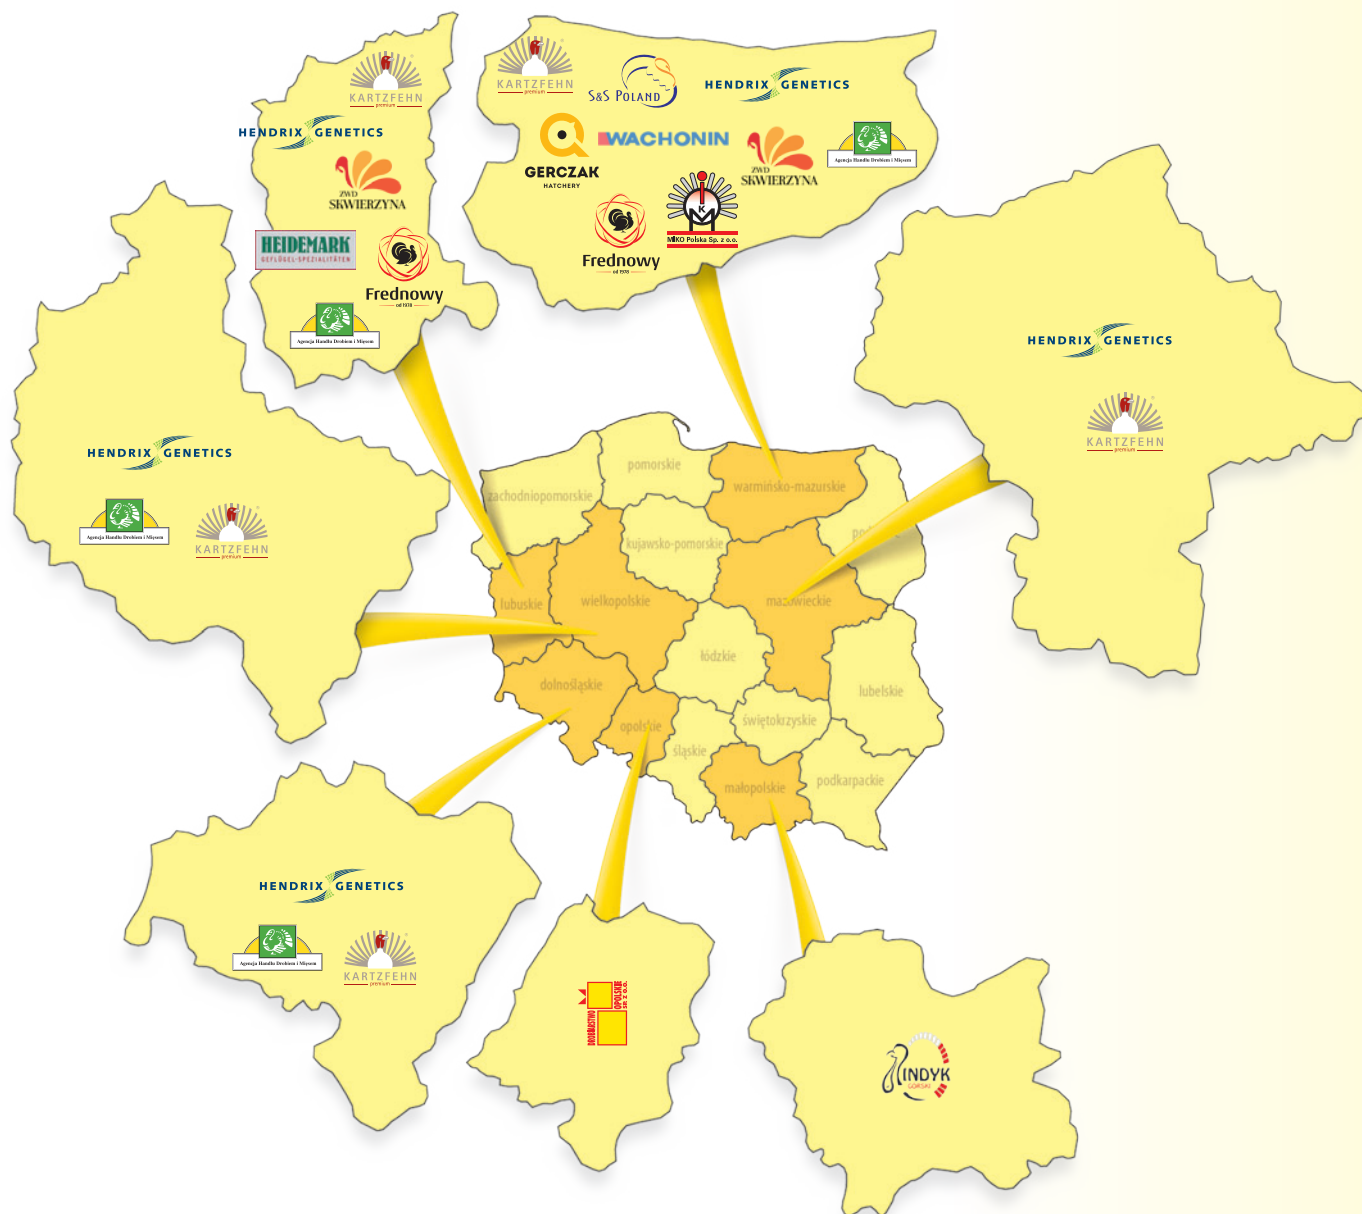 KARTZFEHN
premium
HENDRIX GENETICS
ZWD
SKWIERZYNA
HEIDEMARK
GEFLÜGEL-SPEZIALITÄTEN
Frednowy
od 1978
Agencja Handlu Drobiem i Mięsem
KARTZFEHN
premium
S&S POLAND
HENDRIX GENETICS
GERCZAK
HATCHERY
WACHONIN
ZWD
SKWIERZYNA
Agencja Handlu Drobiem i Mięsem
Frednowy
od 1978
K
M
MIKO Polska Sp. z o.o.
HENDRIX GENETICS
KARTZFEHN
premium
HENDRIX GENETICS
Agencja Handlu Drobiem i Mięsem
KARTZFEHN
premium
pomorskie
zachodniopomorskie
warmińsko-mazurskie
kujawsko-pomorskie
lubuskie
wielkopolskie
mazowieckie
łódzkie
dolnośląskie
lubelskie
opolskie
świętokrzyskie
śląskie
małopolskie
podkarpackie
HENDRIX GENETICS
Agencja Handlu Drobiem i Mięsem
KARTZFEHN
premium
DROBIARSTWO
OPOLSKIE
SP. Z O.O.
INDYK
GÓRSKI